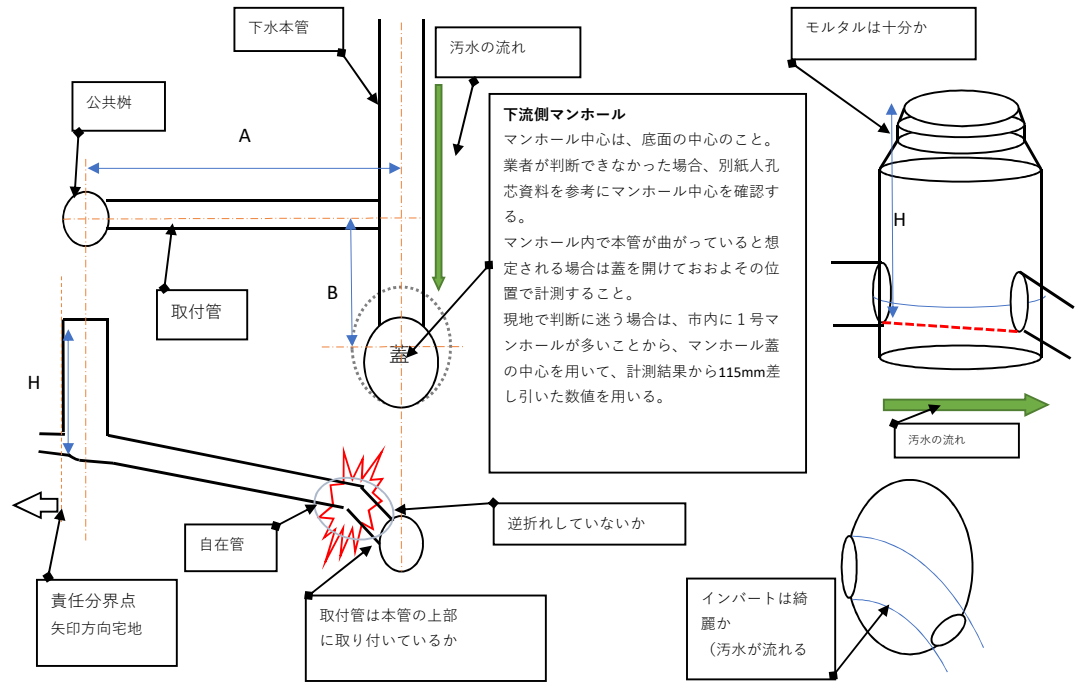 下水本管
汚水の流れ
モルタルは十分か
公共桝
A
下流側マンホール
マンホール中心は、底面の中心のこと。
業者が判断できなかった場合、別紙人孔
芯資料を参考にマンホール中心を確認す
る。
マンホール内で本管が曲がっていると想
定される場合は蓋を開けておおよその位
置で計測すること。
現地で判断に迷う場合は、市内に１号マ
ンホールが多いことから、マンホール蓋
の中心を用いて、計測結果から115mm差
し引いた数値を用いる。
H
取付管
B
蓋
H
汚水の流れ
自在管
逆折れしていないか
責任分界点
矢印方向宅地
取付管は本管の上部
に取り付いているか
インバートは綺
麗か
（汚水が流れる